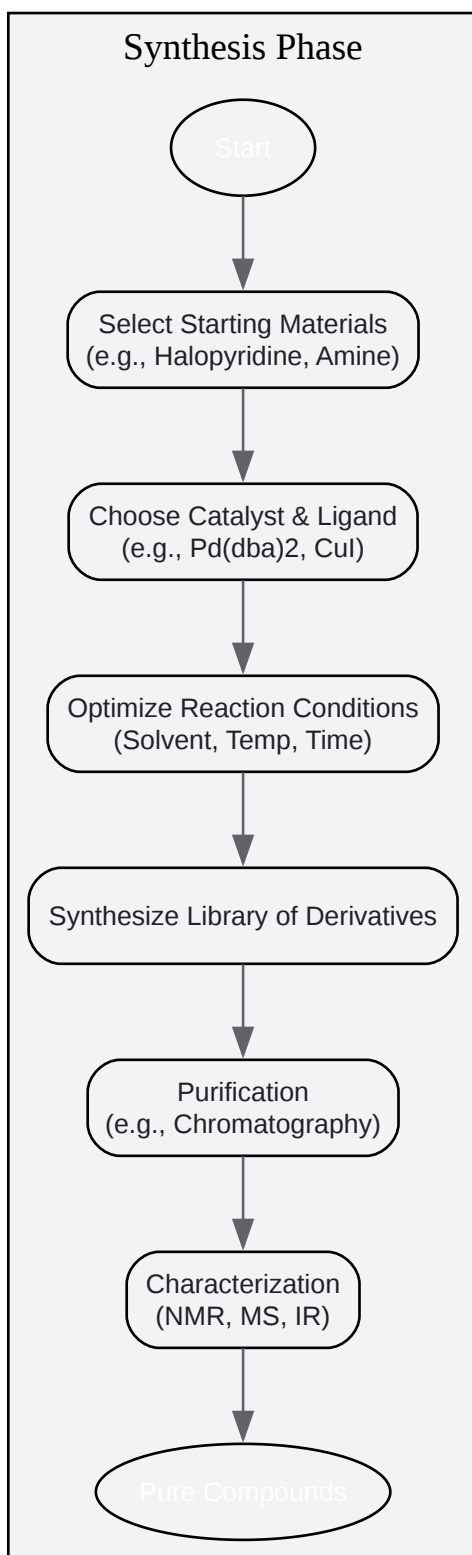 Synthesis Phase
Start
Select Starting Materials
(e.g., Halopyridine, Amine)
Choose Catalyst & Ligand
(e.g., Pd(dba)2, CuI)
Optimize Reaction Conditions
(Solvent, Temp, Time)
Synthesize Library of Derivatives
Purification
(e.g., Chromatography)
Characterization
(NMR, MS, IR)
Pure Compounds